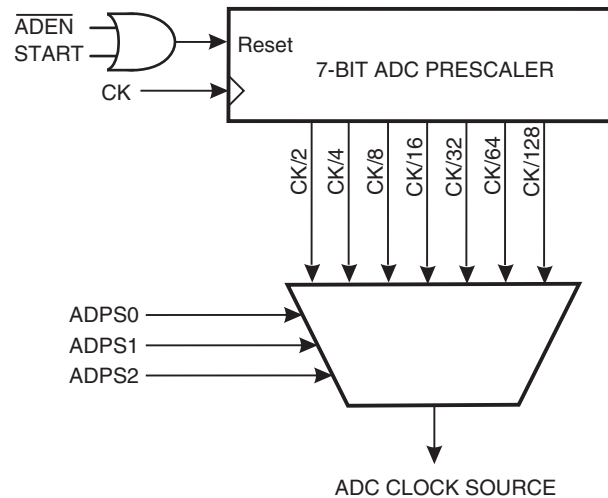 ADEN
START
Reset
7-BIT ADC PRESCALER
CK
CK/2
CK/4
CK/8
CK/16
CK/32
CK/64
CK/128
ADPS0
ADPS1
ADPS2
ADC CLOCK SOURCE